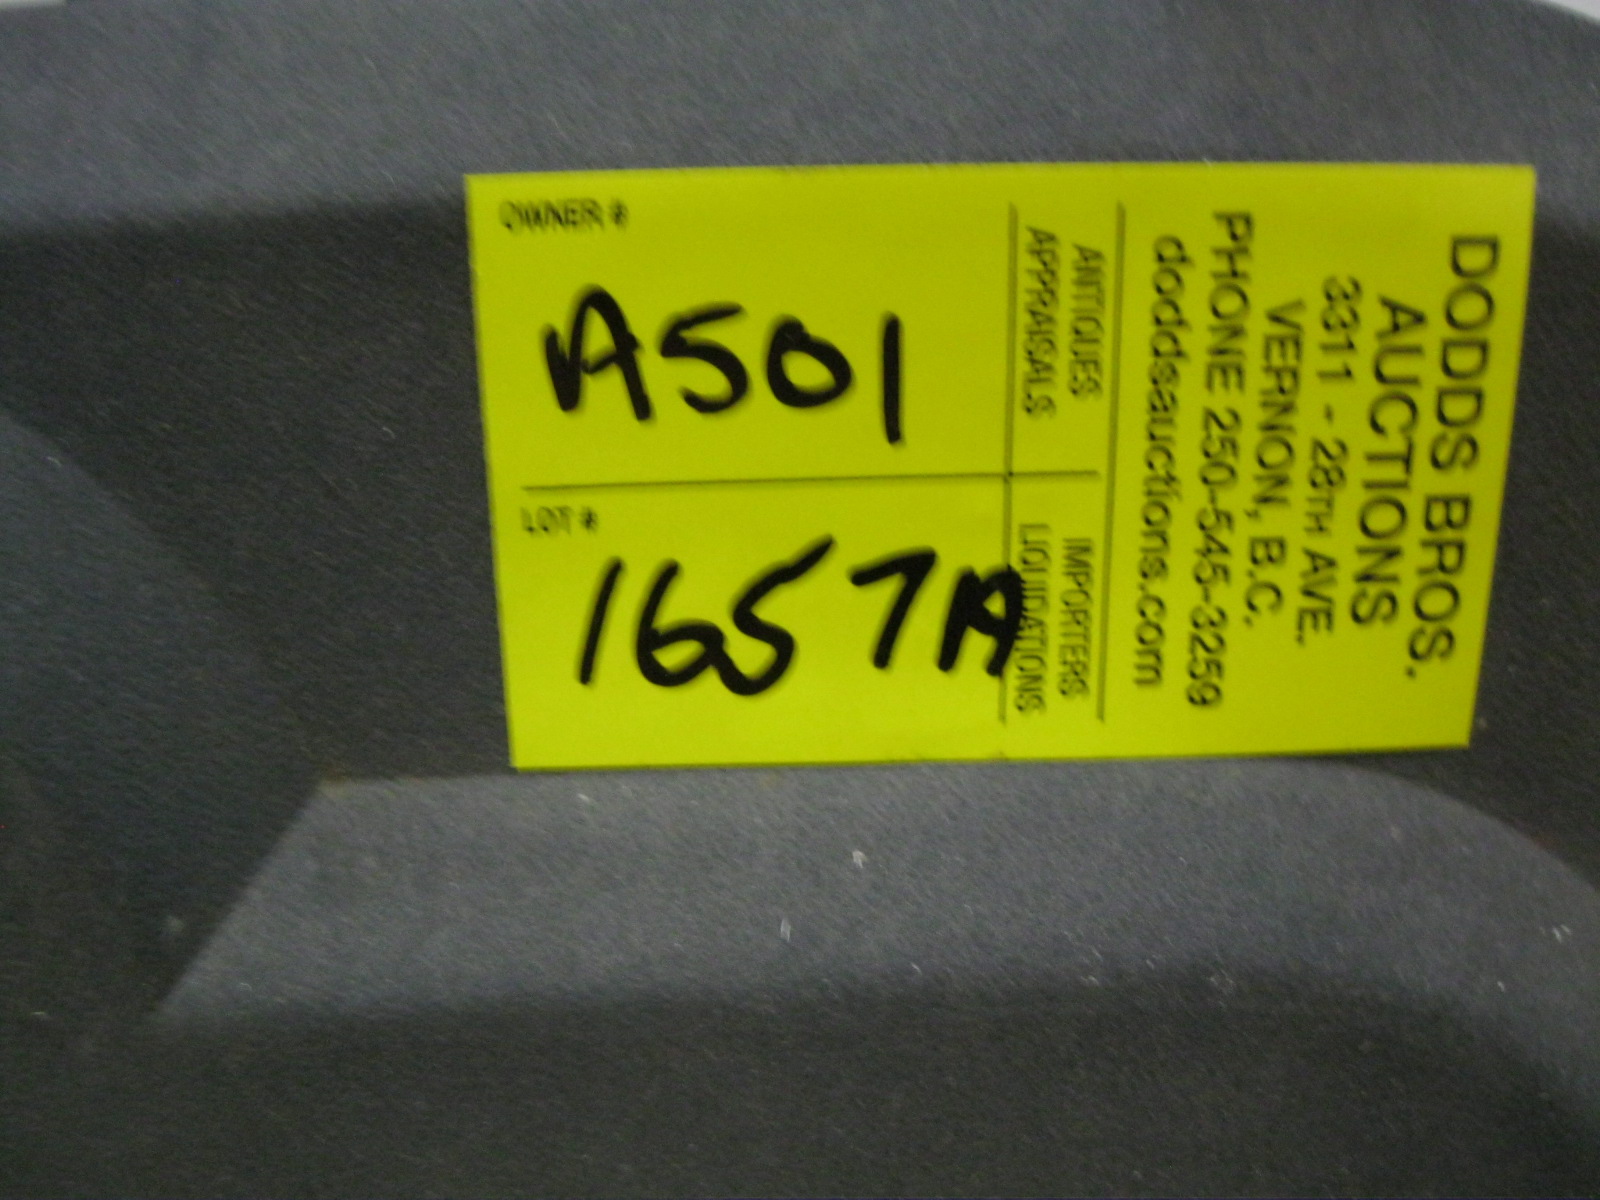 OWNER #
A501
LOT #
1657A
ANTIQUES
APPRAISALS
IMPORTERS
LIQUIDATIONS
DODDS BROS.
AUCTIONS
3311 - 28TH AVE.
VERNON, B.C.
PHONE 250-545-3259
doddsauctions.com